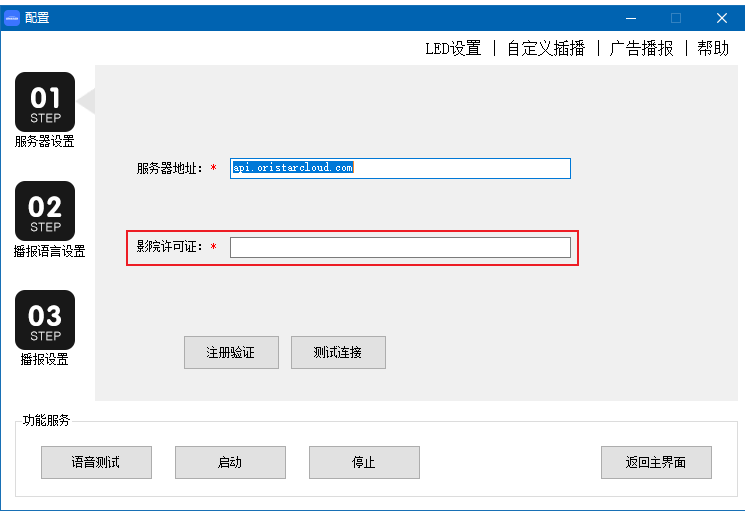 配置
LED设置 | 自定义插播 | 广告播报 | 帮助
01
STEP
服务器设置
服务器地址：* api.oristarcloud.com
02
STEP
播报语言设置
影院许可证：*
03
STEP
播报设置
注册验证 测试连接
功能服务
语音测试 启动 停止 返回主界面